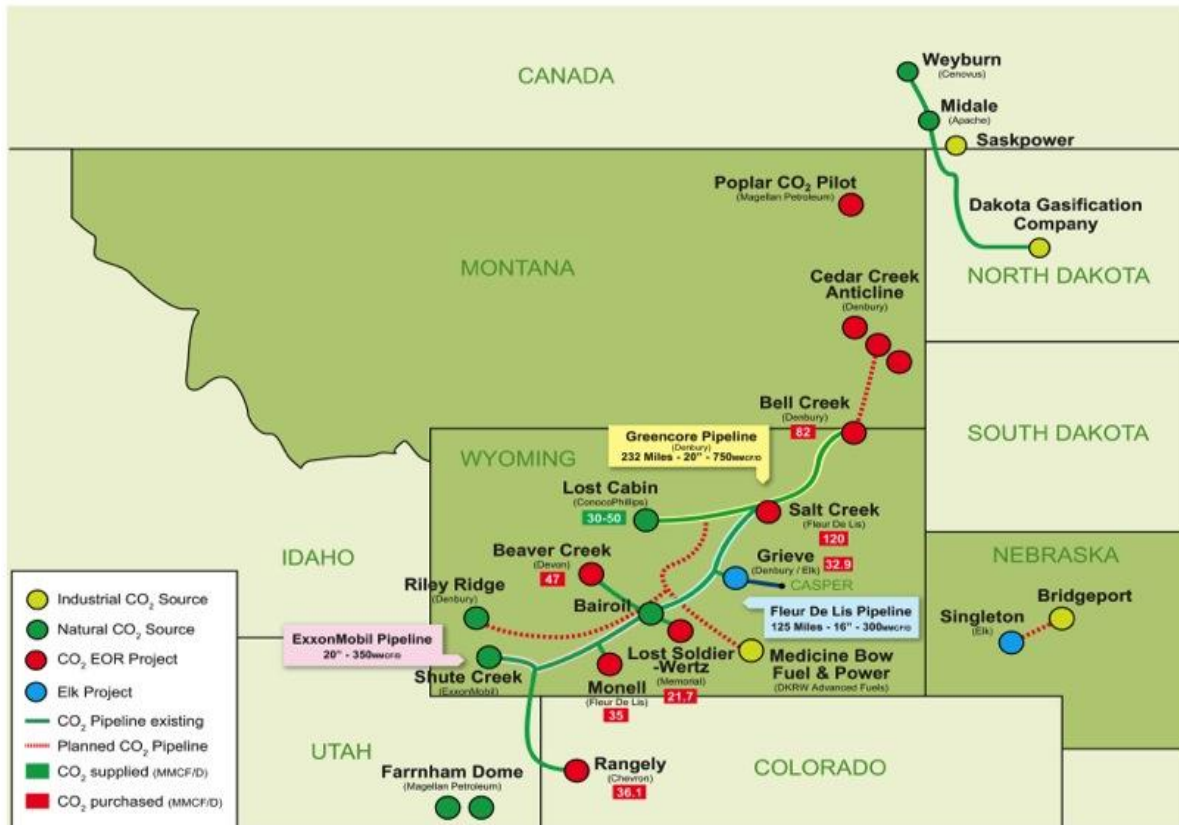 CANADA
Weyburn
(Cenovus)
Midale
(Apache)
Saskpower
Poplar CO₂ Pilot
(Magellan Petroleum)
Dakota Gasification
Company
MONTANA
NORTH DAKOTA
Cedar Creek
Anticline
(Denbury)
Bell Creek
(Denbury)
82
SOUTH DAKOTA
Greencore Pipeline
(Denbury)
232 Miles - 20" - 750MMCF/D
WYOMING
Lost Cabin
(ConocoPhillips)
30-50
Salt Creek
(Fleur De Lis)
120
IDAHO
Beaver Creek
(Devon)
47
Grieve
(Denbury / Elk)
32.9
CASPER
NEBRASKA
Bridgeport
Singleton
(Elk)
Riley Ridge
(Denbury)
Bairoil
Fleur De Lis Pipeline
125 Miles - 16" - 300MMCF/D
ExxonMobil Pipeline
20" - 350MMCF/D
Shute Creek
(ExxonMobil)
Lost Soldier
-Wertz
(Memorial)
21.7
Medicine Bow
Fuel & Power
(DKRW Advanced Fuels)
Monell
(Fleur De Lis)
35
UTAH
Rangely
(Chevron)
36.1
COLORADO
Farrnham Dome
(Magellan Petroleum)
Industrial CO₂ Source
Natural CO₂ Source
CO₂ EOR Project
Elk Project
CO₂ Pipeline existing
Planned CO₂ Pipeline
CO₂ supplied (MMCF/D)
CO₂ purchased (MMCF/D)